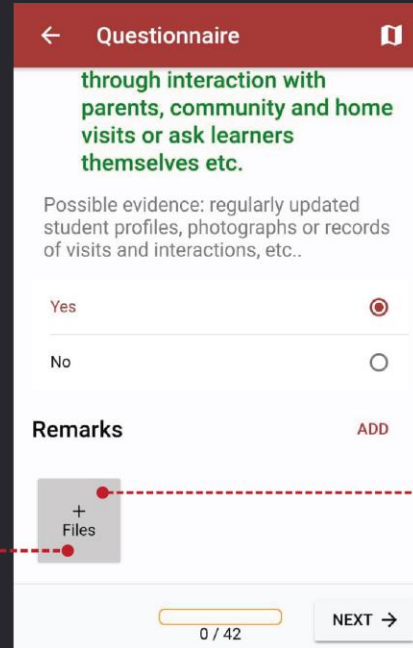 ← Questionnaire
through interaction with
parents, community and home
visits or ask learners
themselves etc.
Possible evidence: regularly updated
student profiles, photographs or records
of visits and interactions, etc..
Yes
No
Remarks ADD
+
Files
0 / 42
NEXT →